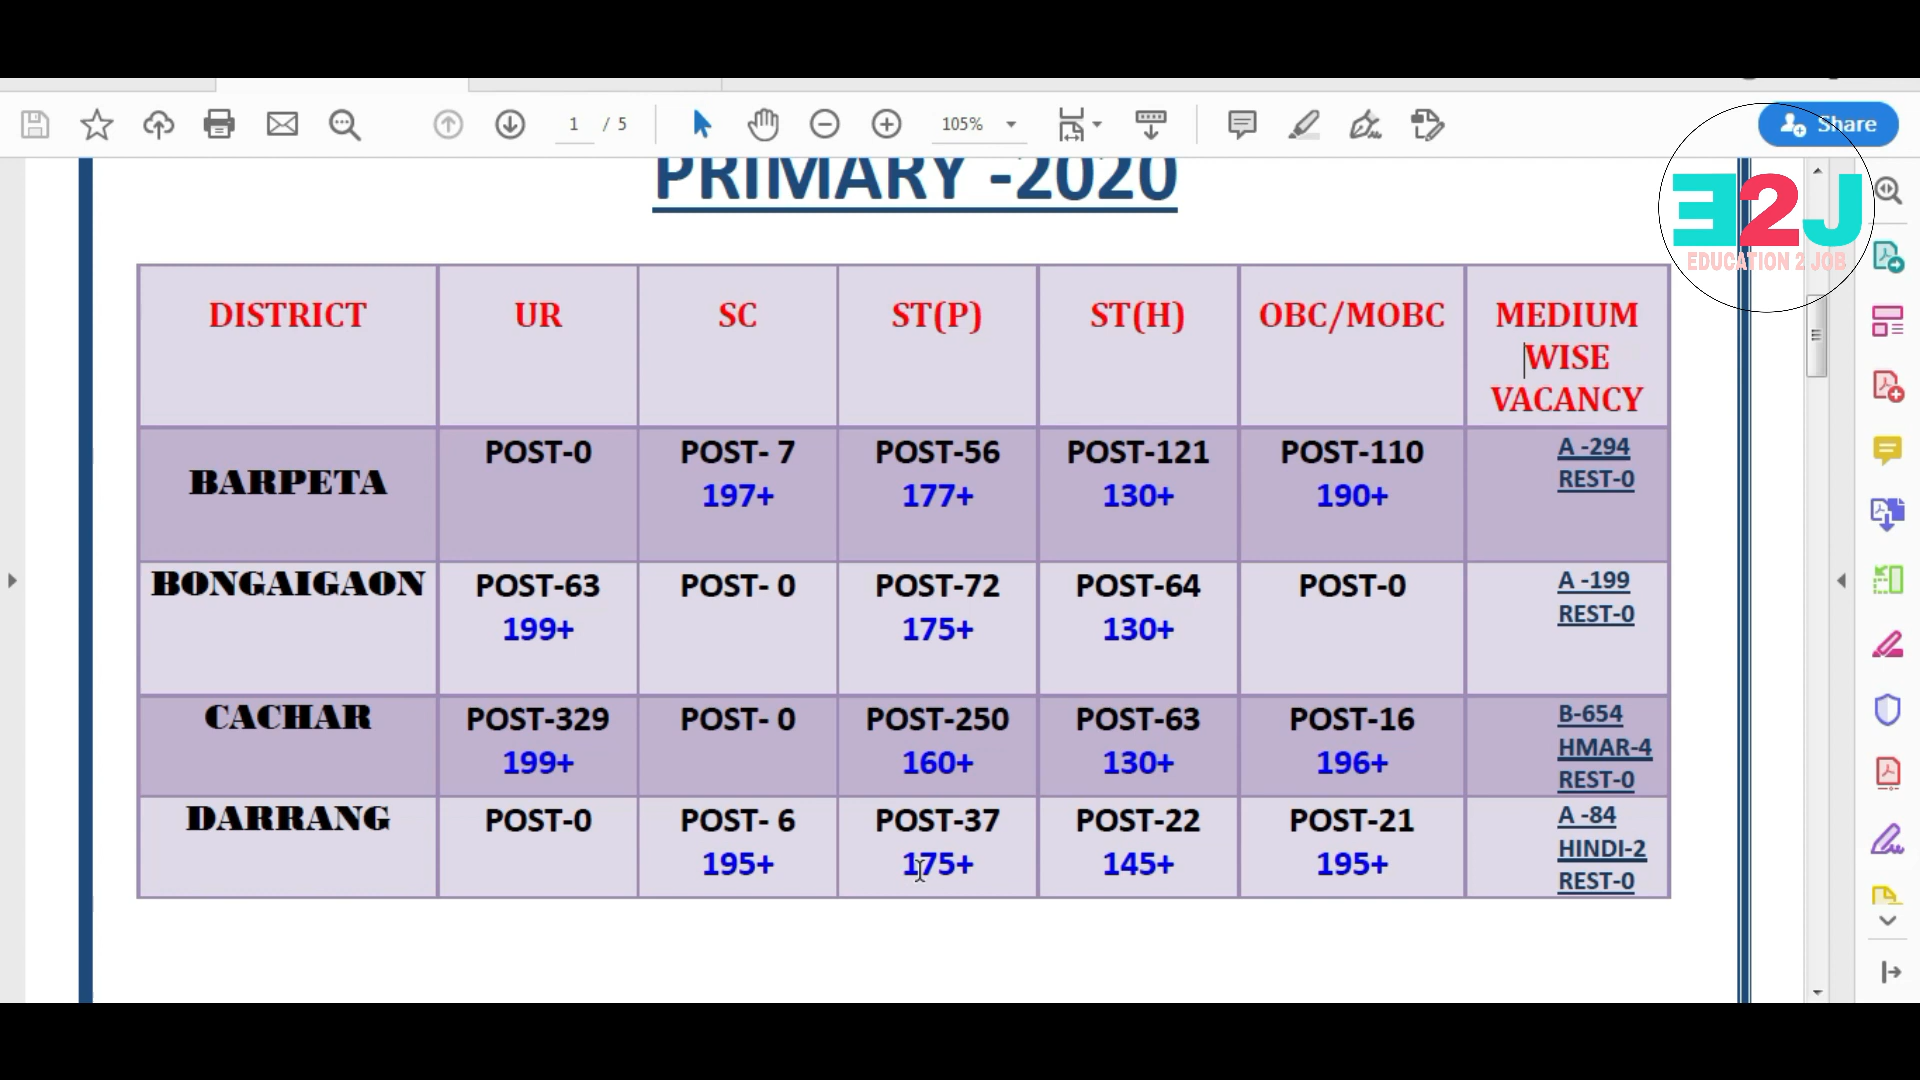 1 / 5
105%
Share
PRIMARY -2020
E2J
EDUCATION 2 JOB
DISTRICT UR SC ST(P) ST(H) OBC/MOBC MEDIUM
WISE
VACANCY
BARPETA POST-0 POST- 7 POST-56 POST-121 POST-110 A -294
197+ 177+ 130+ 190+ REST-0
BONGAIGAON POST-63 POST- 0 POST-72 POST-64 POST-0 A -199
199+ 175+ 130+ REST-0
CACHAR POST-329 POST- 0 POST-250 POST-63 POST-16 B-654
199+ 160+ 130+ 196+ HMAR-4
REST-0
DARRANG POST-0 POST- 6 POST-37 POST-22 POST-21 A -84
195+ 175+ 145+ 195+ HINDI-2
REST-0